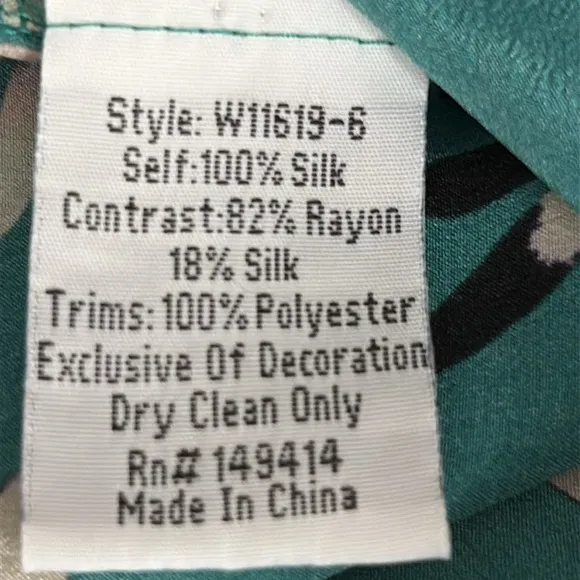 Style: W11619-6
Self:100% Silk
Contrast:82% Rayon
18% Silk
Trims:100% Polyester
Exclusive Of Decoration
Dry Clean Only
Rn# 149414
Made In China